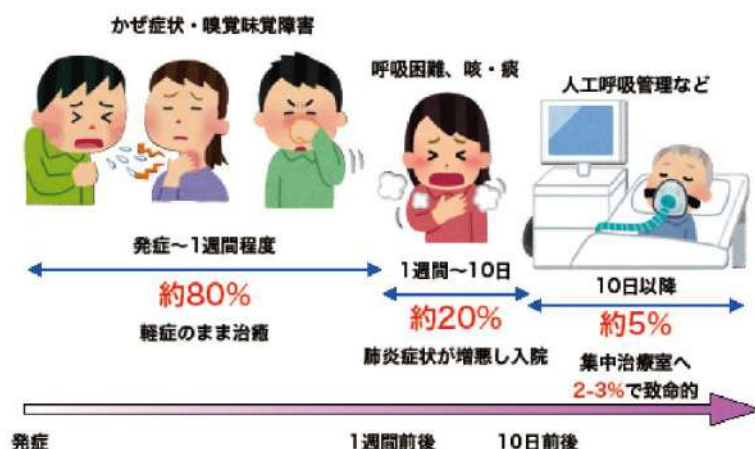 かぜ症状・嗅覚味覚障害
呼吸困難、咳・痰
人工呼吸管理など
発症～1週間程度
約80%
軽症のまま治癒
1週間～10日
約20%
肺炎症状が増悪し入院
10日以降
約5%
集中治療室へ
2-3%で致命的
発症
1週間前後
10日前後